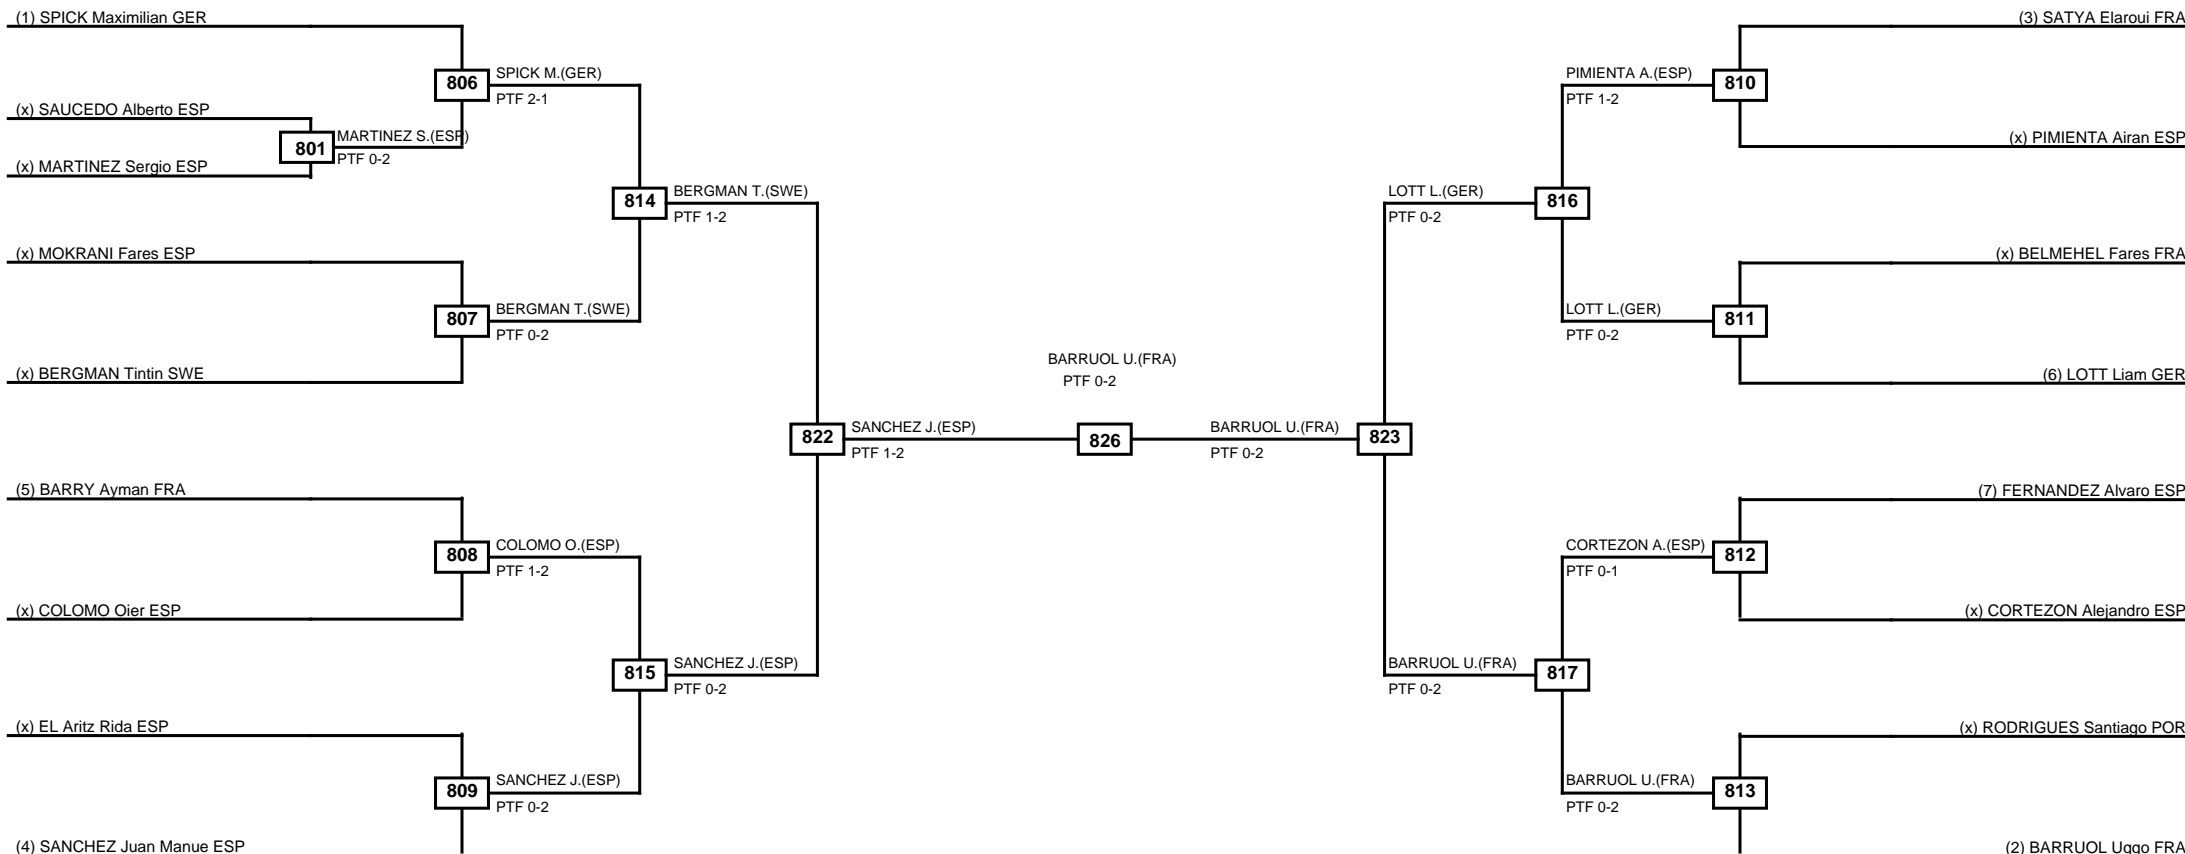 (1) SPICK Maximilian GER
(3) SATYA Elaroui FRA
806
SPICK M.(GER)
PTF 2-1
PIMIENTA A.(ESP)
PTF 1-2
810
(x) SAUCEDO Alberto ESP
801
MARTINEZ S.(ESP)
PTF 0-2
(x) MARTINEZ Sergio ESP
(x) PIMIENTA Airan ESP
814
BERGMAN T.(SWE)
PTF 1-2
LOTT L.(GER)
PTF 0-2
816
(x) MOKRANI Fares ESP
(x) BELMEHEL Fares FRA
807
BERGMAN T.(SWE)
PTF 0-2
LOTT L.(GER)
PTF 0-2
811
BARRUOL U.(FRA)
PTF 0-2
(x) BERGMAN Tintin SWE
(6) LOTT Liam GER
822
SANCHEZ J.(ESP)
PTF 1-2
826
BARRUOL U.(FRA)
PTF 0-2
823
(5) BARRY Ayman FRA
(7) FERNANDEZ Alvaro ESP
808
COLOMO O.(ESP)
PTF 1-2
CORTEZON A.(ESP)
PTF 0-1
812
(x) COLOMO Oier ESP
(x) CORTEZON Alejandro ESP
815
SANCHEZ J.(ESP)
PTF 0-2
BARRUOL U.(FRA)
PTF 0-2
817
(x) EL Aritz Rida ESP
(x) RODRIGUES Santiago POR
809
SANCHEZ J.(ESP)
PTF 0-2
BARRUOL U.(FRA)
PTF 0-2
813
(4) SANCHEZ Juan Manue ESP
(2) BARRUOL Uggo FRA